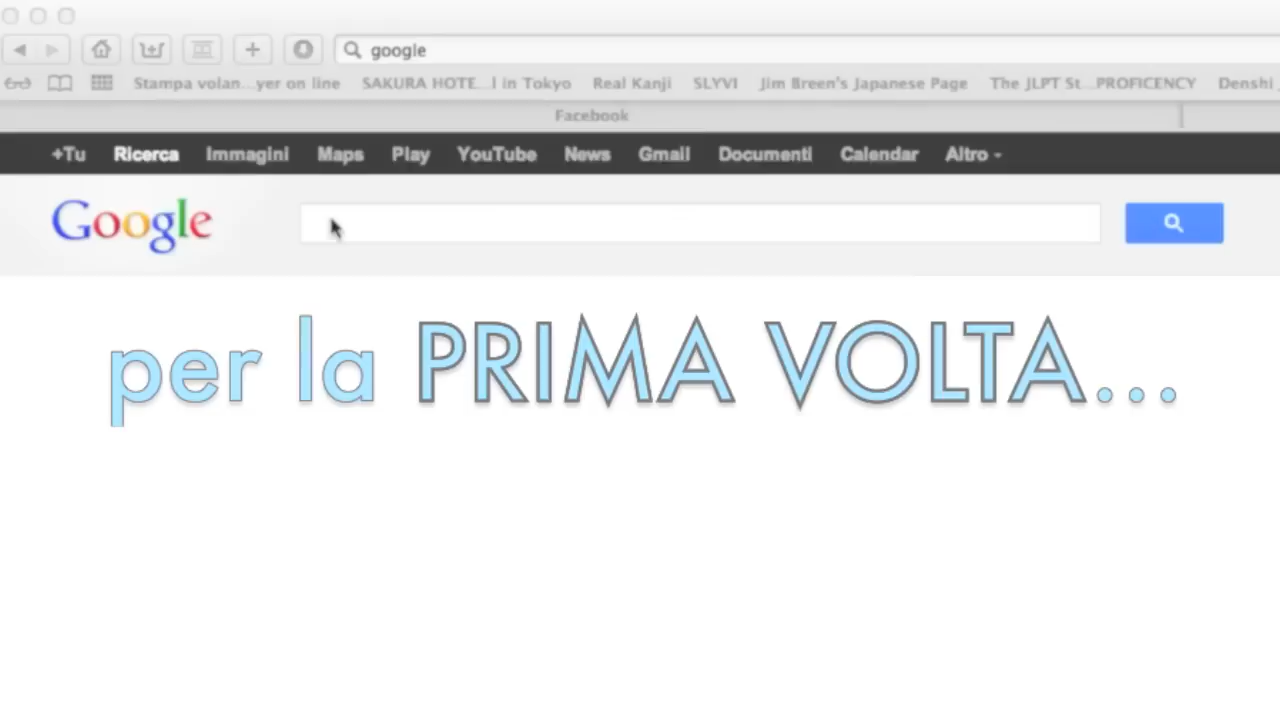 google
Stampa volan...yer on line SAKURA HOTE...l in Tokyo Real Kanji SLYVI Jim Breen's Japanese Page The JLPT St...PROFICENCY Denshi
Facebook
+Tu Ricerca Immagini Maps Play YouTube News Gmail Documenti Calendar Altro
Google
per la PRIMA VOLTA...